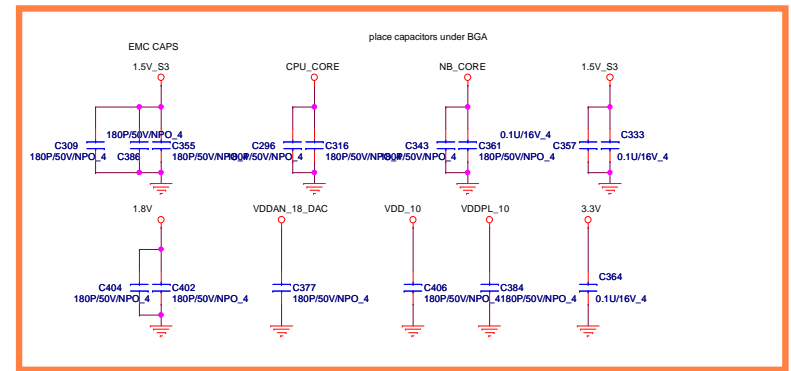 place capacitors under BGA
EMC CAPS
1.5V_S3
CPU_CORE
NB_CORE
1.5V_S3
180P/50V/NPO_4
0.1U/16V_4
C309
C355
C296
C316
C343
C361
C357
C333
180P/50V/NPO_4
C386
180P/50V/NPO_4
180P/50V/NPO_4
180P/50V/NPO_4
180P/50V/NPO_4
180P/50V/NPO_4
0.1U/16V_4
1.8V
VDDAN_18_DAC
VDD_10
VDDPL_10
3.3V
C404
C402
C377
C406
C384
C364
180P/50V/NPO_4
180P/50V/NPO_4
180P/50V/NPO_4
180P/50V/NPO_4
180P/50V/NPO_4
0.1U/16V_4